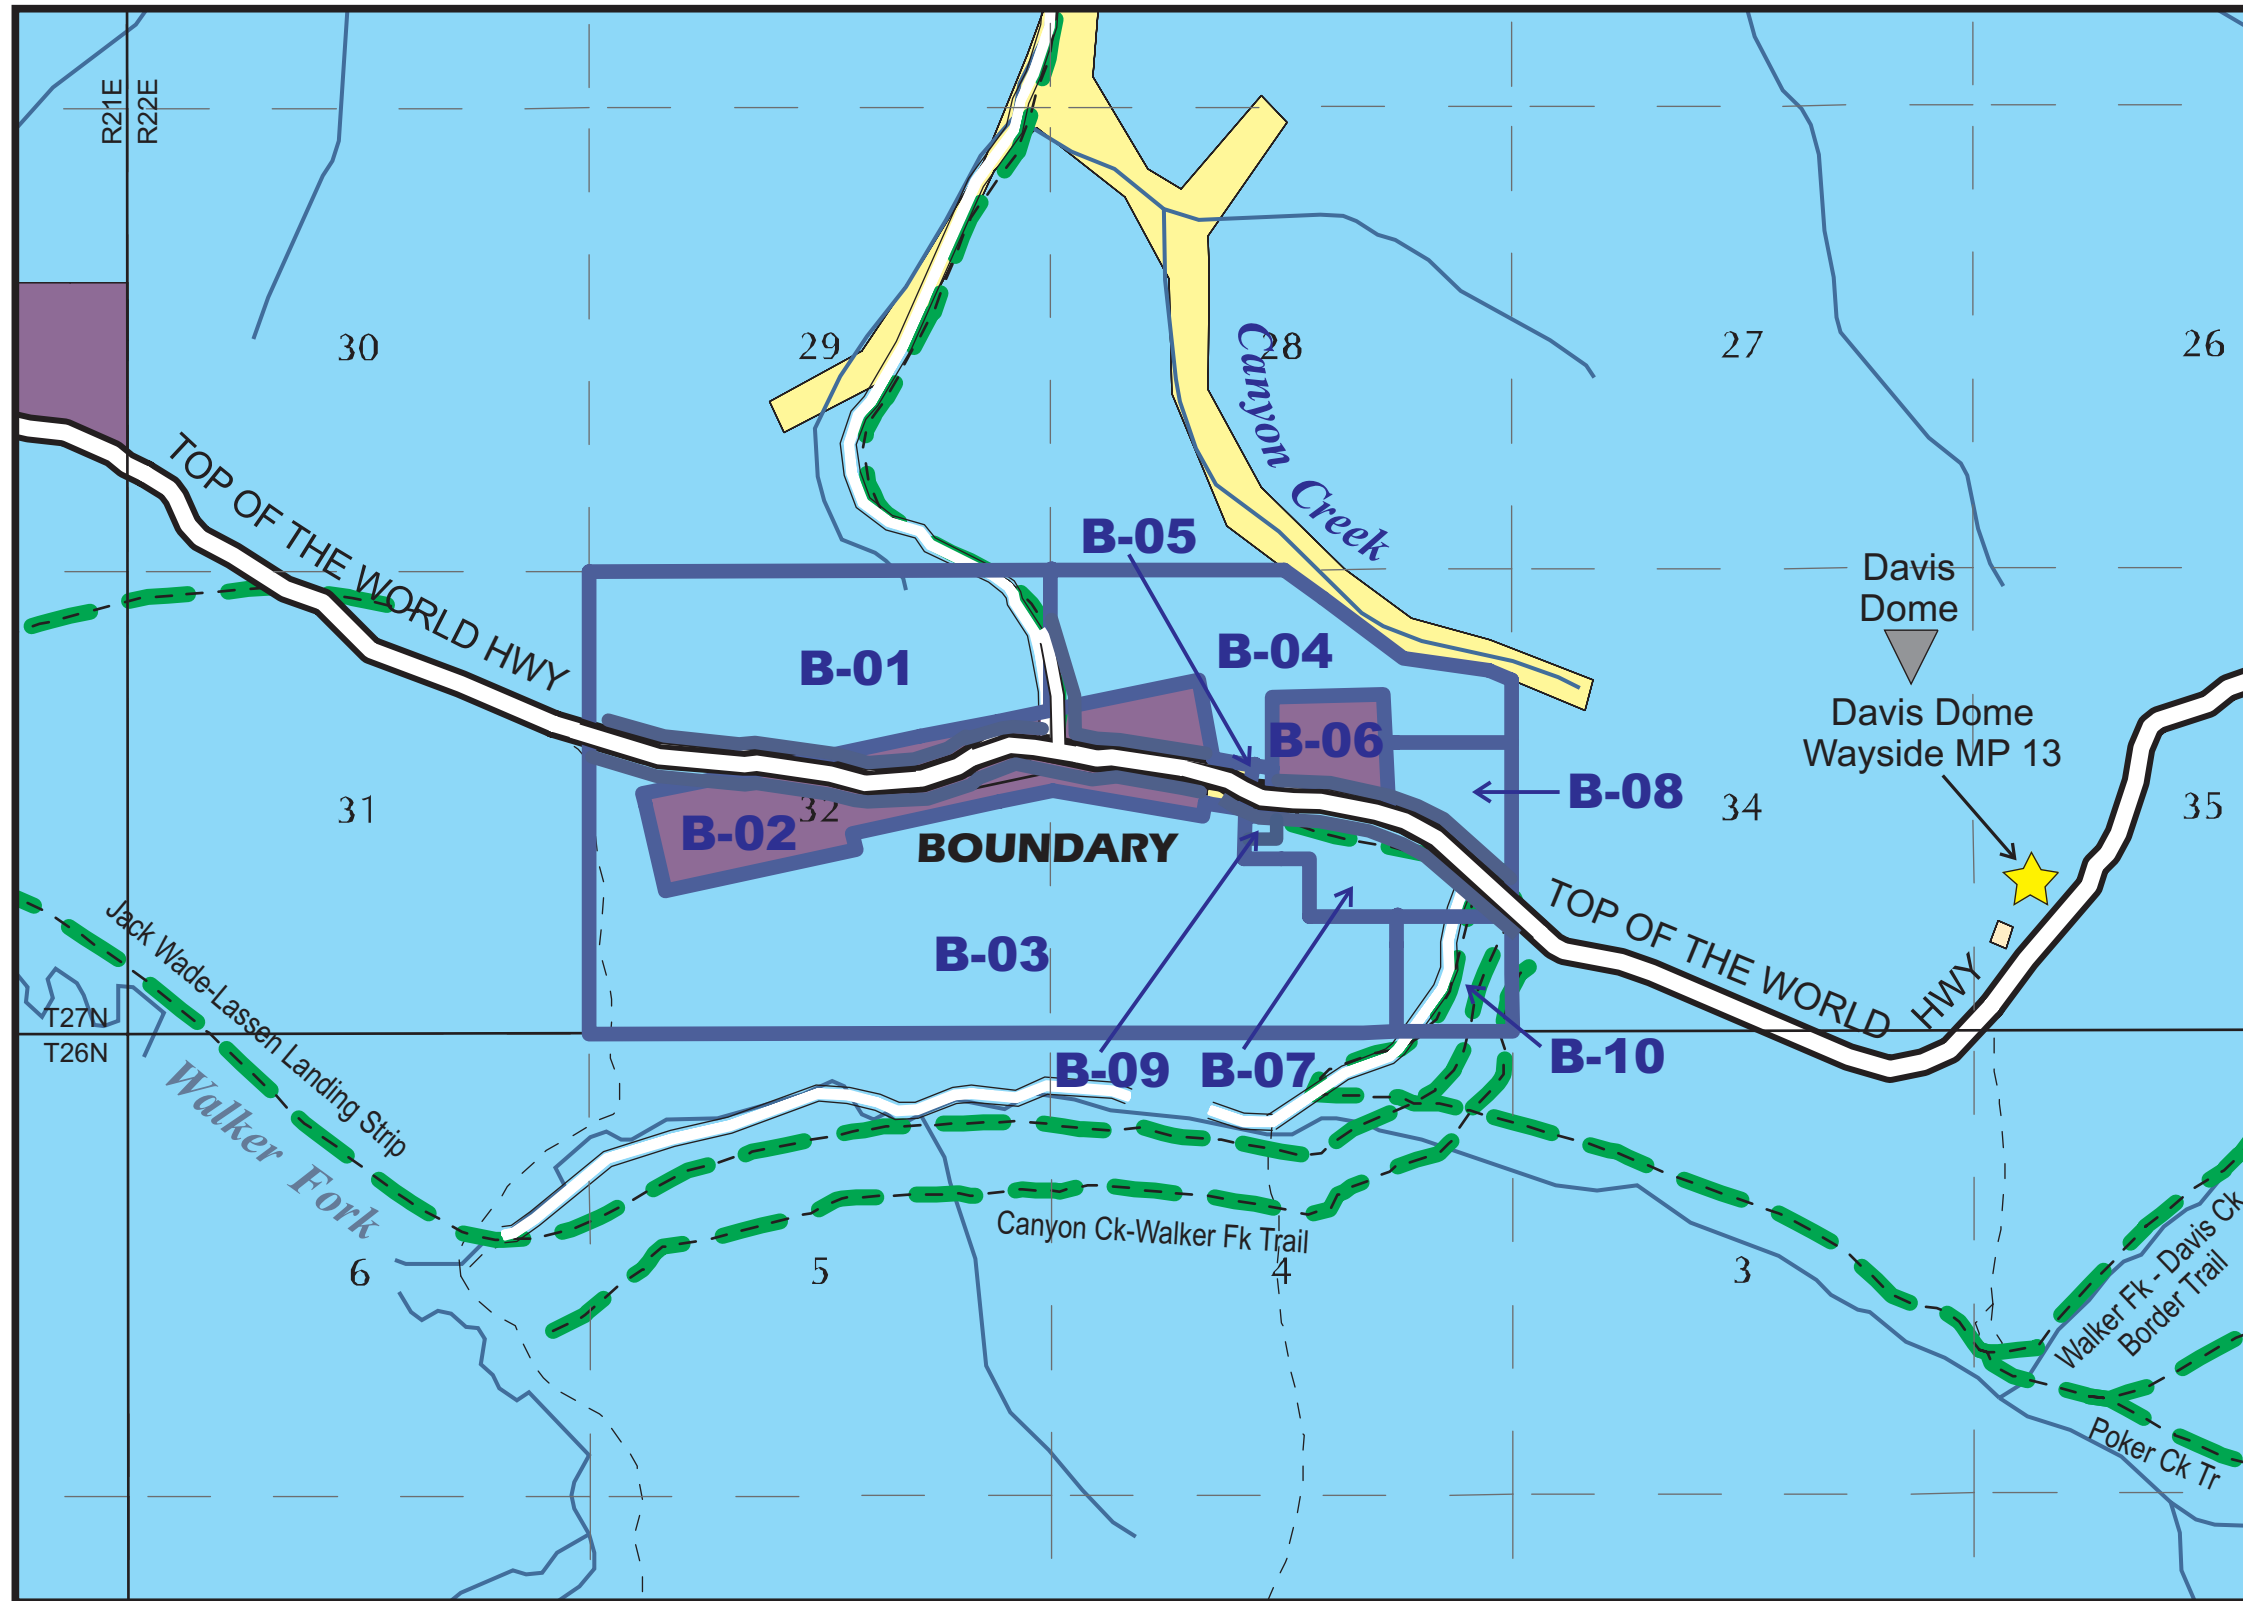 R21E
R22E
30
29
28
27
26
Canyon Creek
TOP OF THE WORLD HWY
B-05
Davis
Dome
B-01
B-04
Davis Dome
Wayside MP 13
B-06
B-08
31
32
34
35
B-02
BOUNDARY
TOP OF THE WORLD HWY
B-03
Jack Wade-Lassen Landing Strip
T27N
T26N
B-09
B-07
B-10
Walker Fork
Canyon Ck-Walker Fk Trail
6
5
4
3
Walker Fk - Davis Ck
Border Trail
Poker Ck Tr